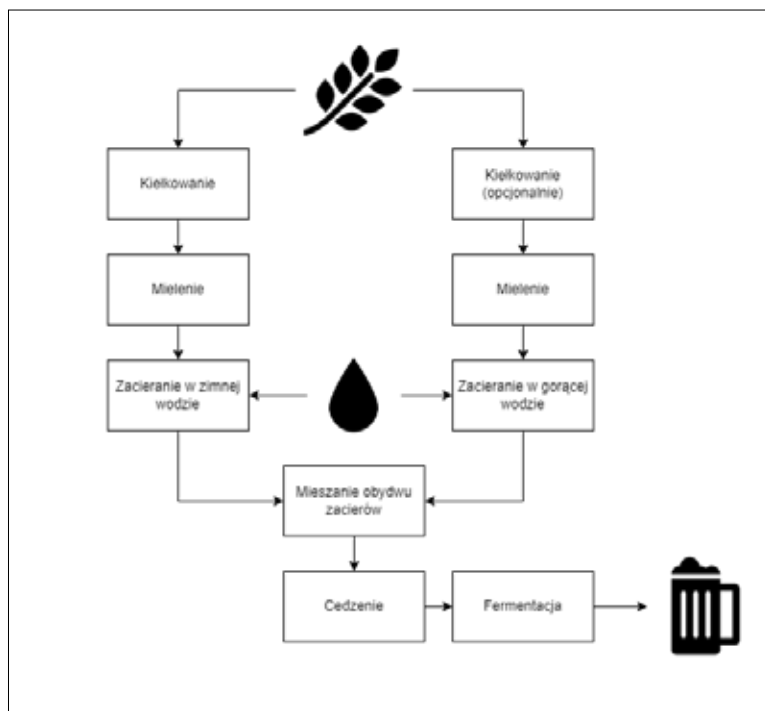 Kiełkowanie
Kiełkowanie
(opcjonalnie)
Mielenie
Mielenie
Zacieranie w zimnej
wodzie
Zacieranie w gorącej
wodzie
Mieszanie obydwu
zacierów
Cedzenie
Fermentacja